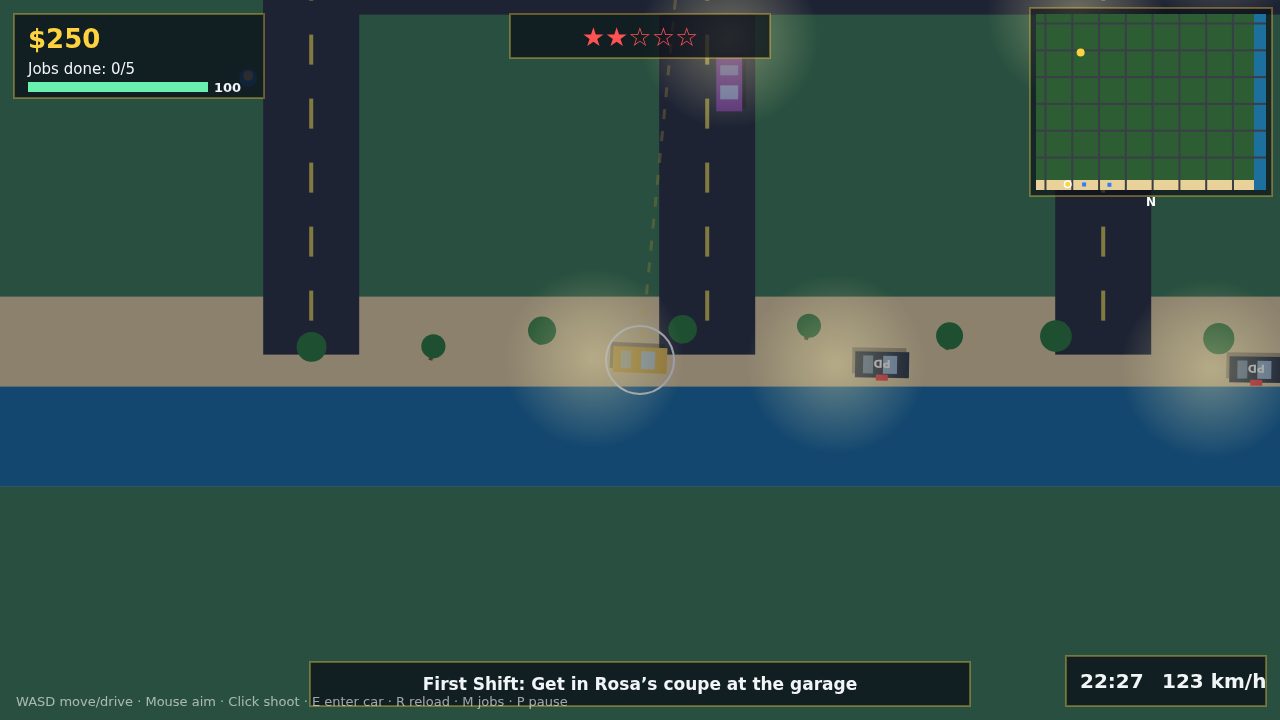 $250
Jobs done: 0/5
100
★★☆☆☆
N
PD
PD
First Shift: Get in Rosa’s coupe at the garage
22:27 123 km/h
WASD move/drive · Mouse aim · Click shoot · E enter car · R reload · M jobs · P pause